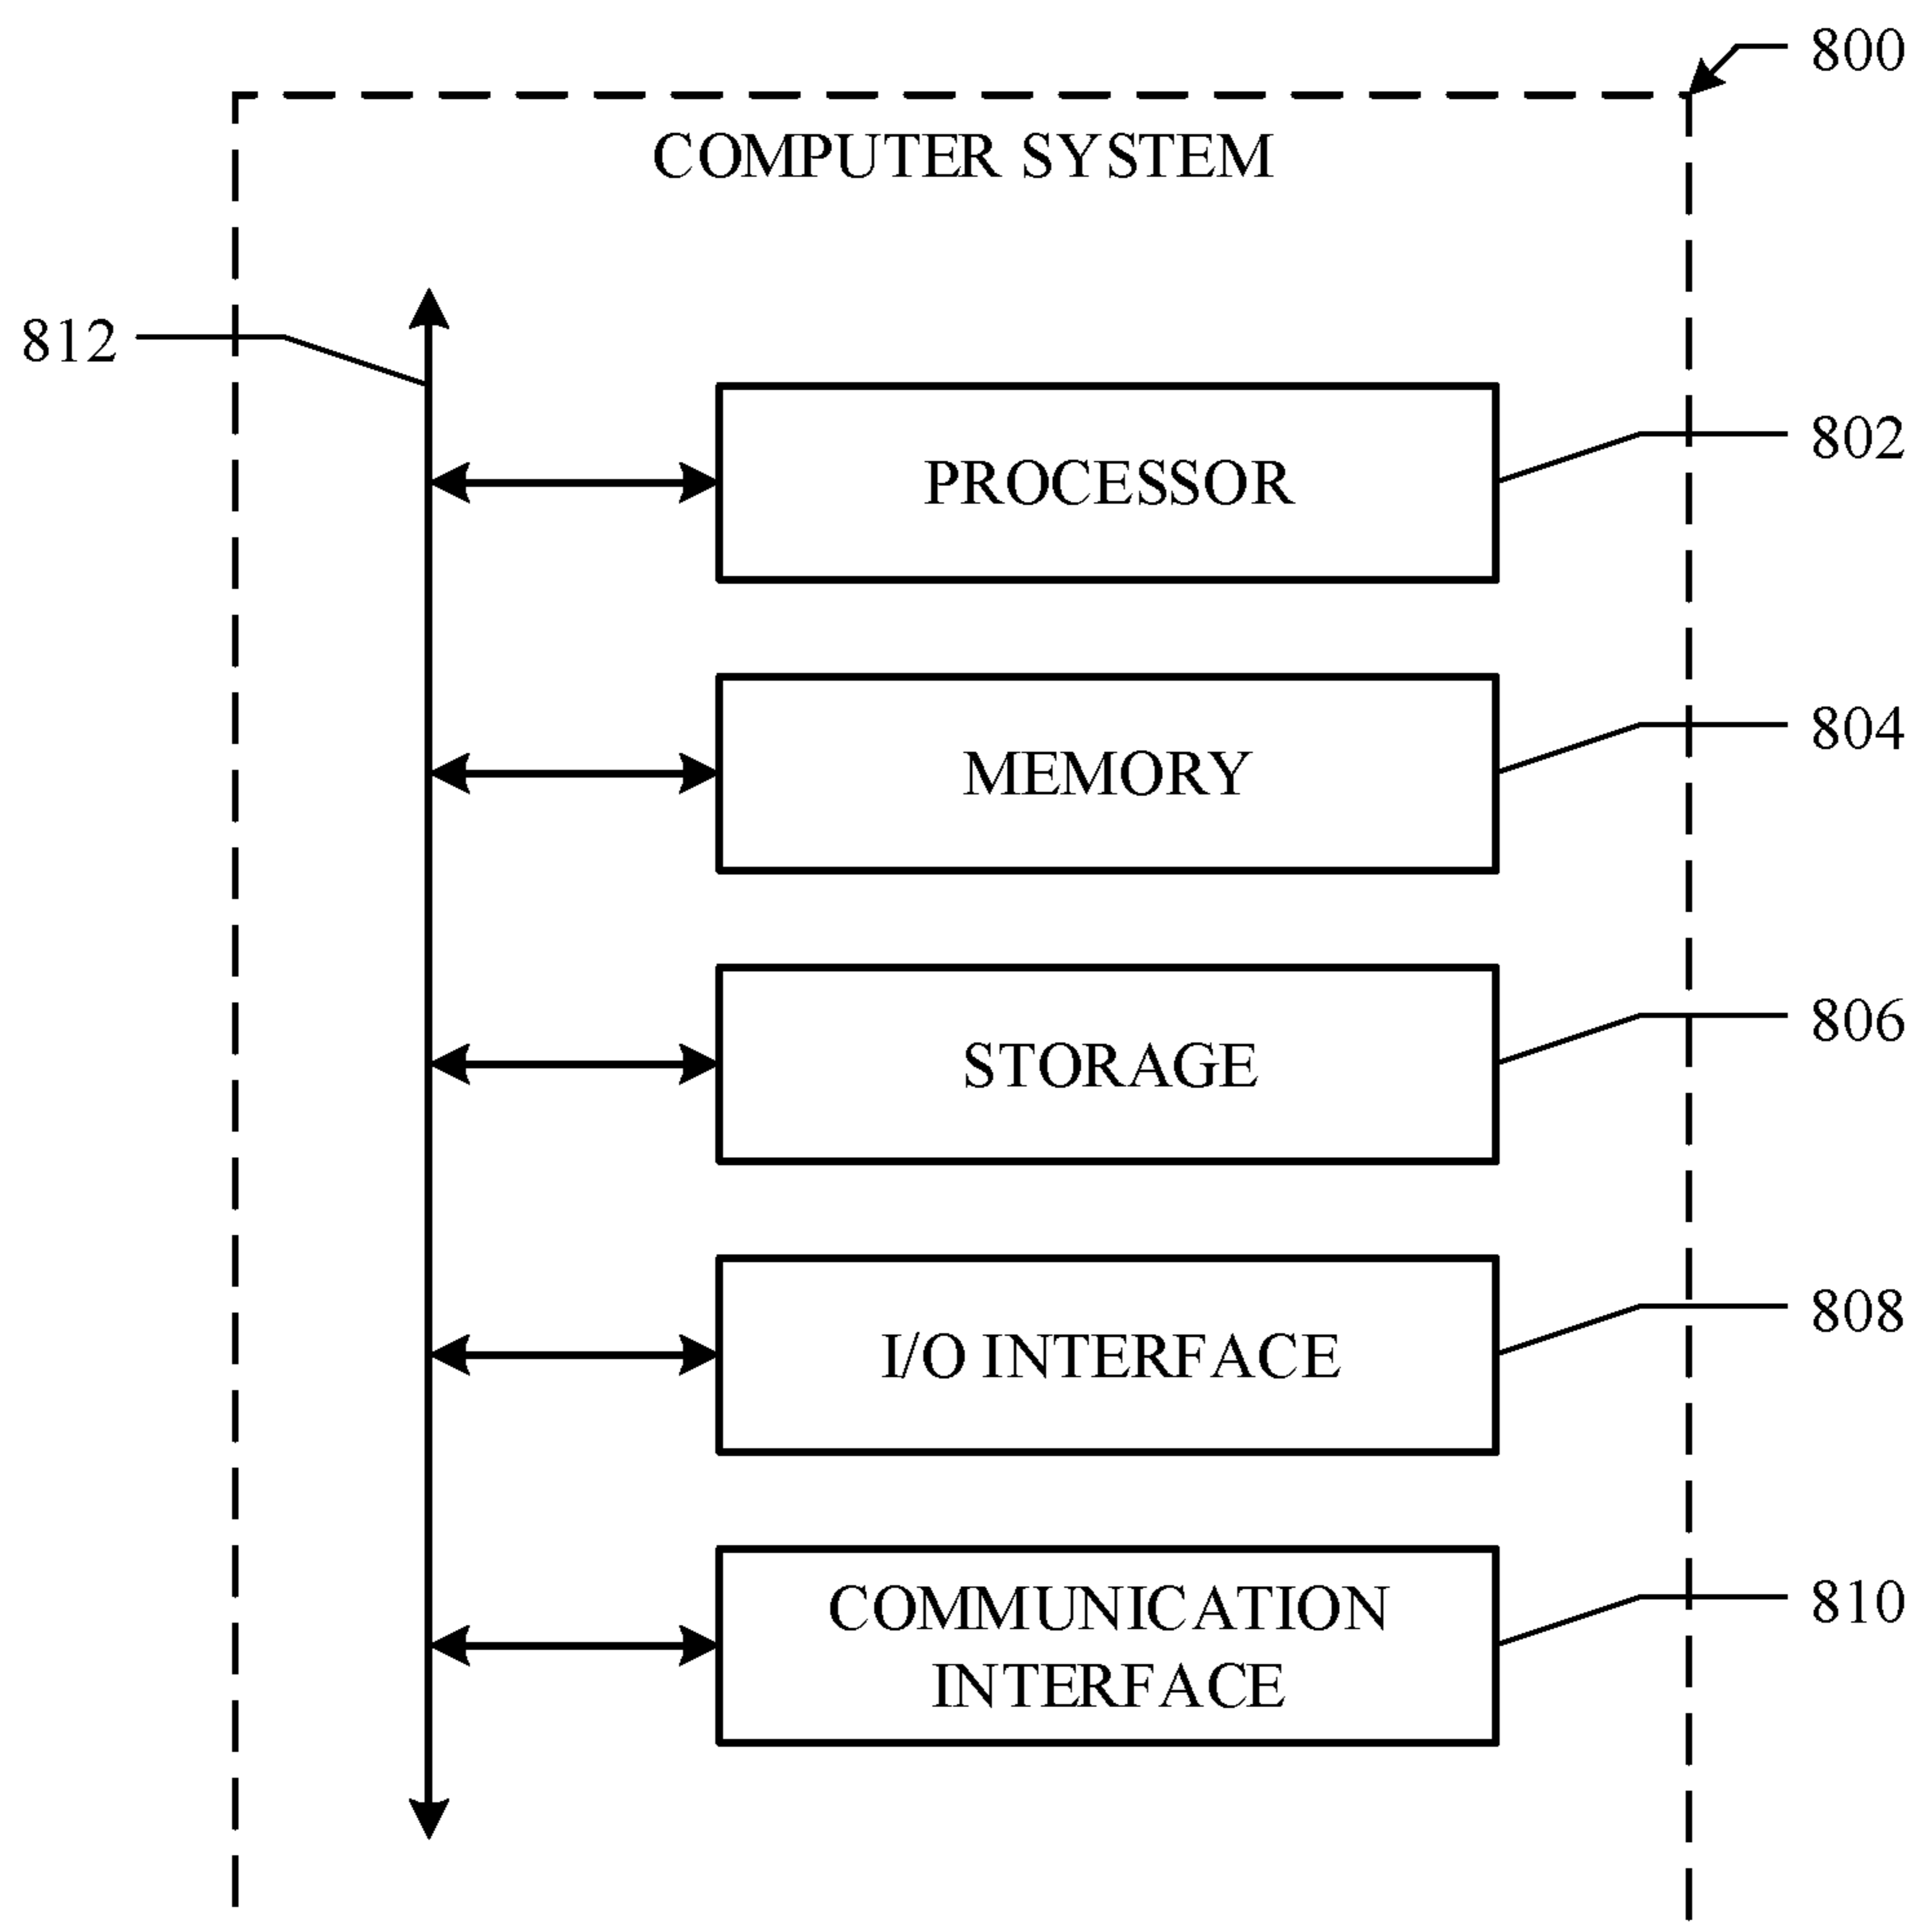 800
COMPUTER SYSTEM
812
802
PROCESSOR
804
MEMORY
806
STORAGE
808
I/O INTERFACE
810
COMMUNICATION
INTERFACE